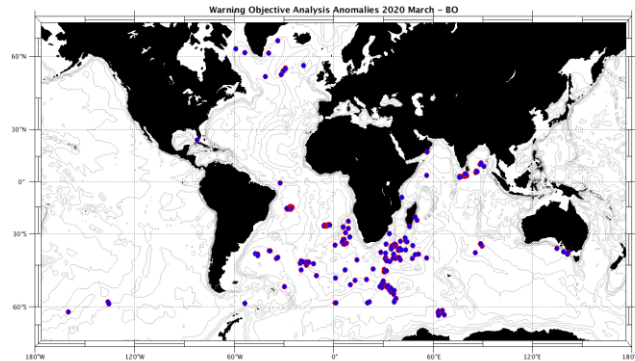 Warning Objective Analysis Anomalies 2020 March - BO
60°N
30°N
0°
30°S
60°S
180°W 120°W 60°W 0° 60°E 120°E 180°